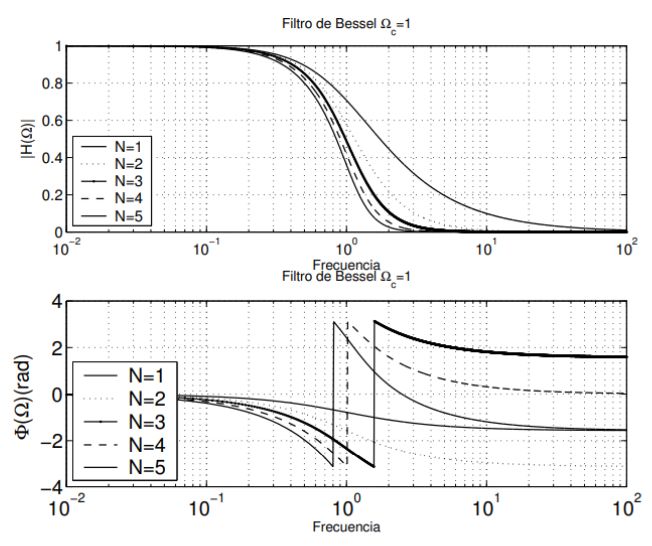 Filtro de Bessel Ω_c=1
|H(Ω)|
1
0.8
0.6
0.4
0.2
0
N=1
N=2
N=3
N=4
N=5
10^-2
10^-1
10^0
10^1
10^2
Frecuencia
Filtro de Bessel Ω_c=1
Φ(Ω)(rad)
4
2
0
−2
−4
N=1
N=2
N=3
N=4
N=5
10^-2
10^-1
10^0
10^1
10^2
Frecuencia